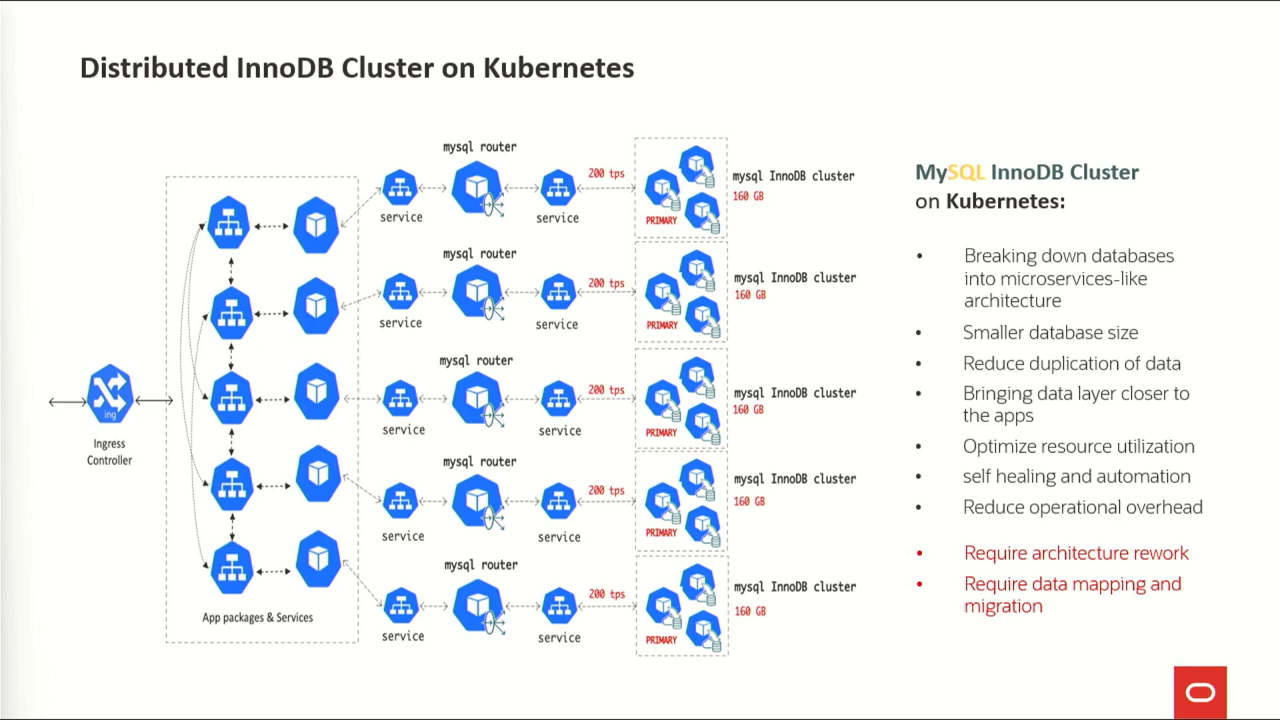 Distributed InnoDB Cluster on Kubernetes
ing
Ingress
Controller
App packages & Services
mysql router
service
service
200 tps
PRIMARY
mysql InnoDB cluster
160 GB
mysql router
service
service
200 tps
PRIMARY
mysql InnoDB cluster
160 GB
mysql router
service
service
200 tps
PRIMARY
mysql InnoDB cluster
160 GB
mysql router
service
service
200 tps
PRIMARY
mysql InnoDB cluster
160 GB
mysql router
service
service
200 tps
PRIMARY
mysql InnoDB cluster
160 GB
MySQL InnoDB Cluster
on Kubernetes:
• Breaking down databases
into microservices-like
architecture
• Smaller database size
• Reduce duplication of data
• Bringing data layer closer to
the apps
• Optimize resource utilization
• self healing and automation
• Reduce operational overhead
• Require architecture rework
• Require data mapping and
migration